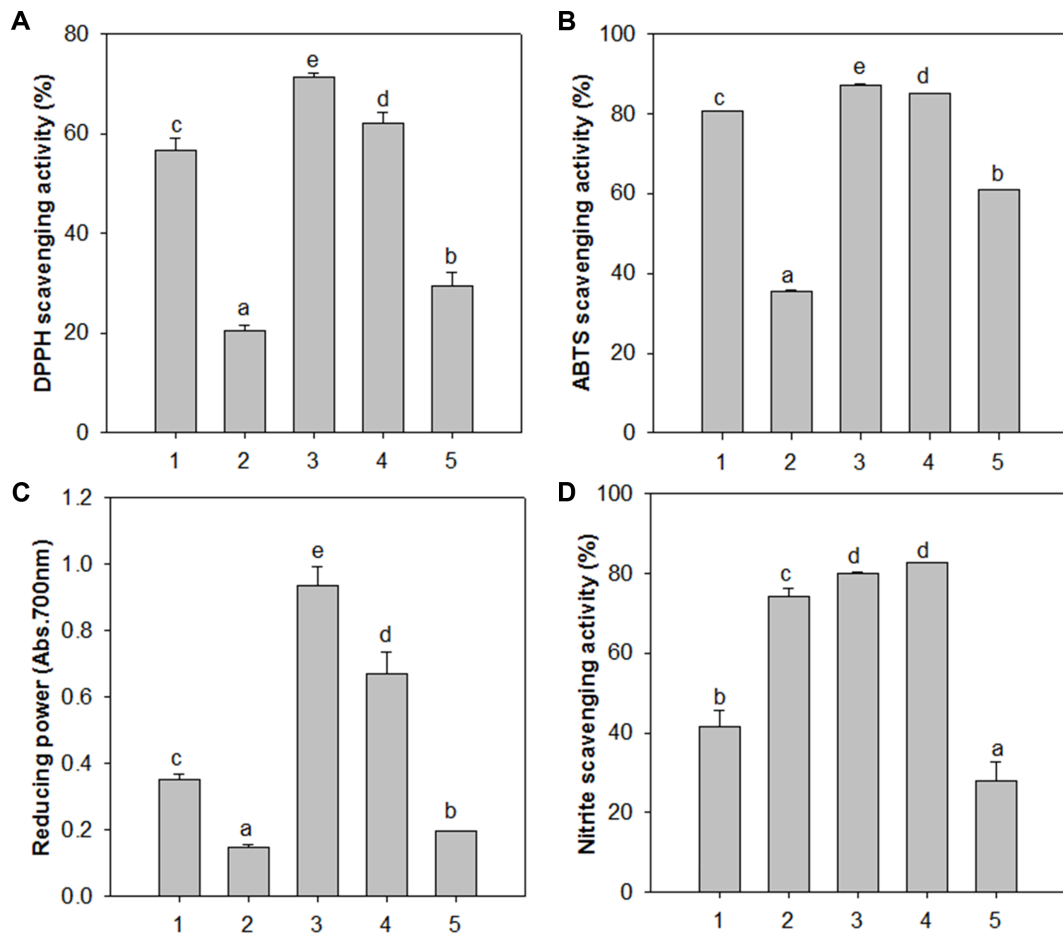 A
DPPH scavenging activity (%)
80
60
40
20
0
c
a
e
d
b
1 2 3 4 5
B
ABTS scavenging activity (%)
100
80
60
40
20
0
c
a
e
d
b
1 2 3 4 5
C
Reducing power (Abs.700nm)
1.2
1.0
0.8
0.6
0.4
0.2
0.0
c
a
e
d
b
1 2 3 4 5
D
Nitrite scavenging activity (%)
100
80
60
40
20
0
b
c
d
d
a
1 2 3 4 5